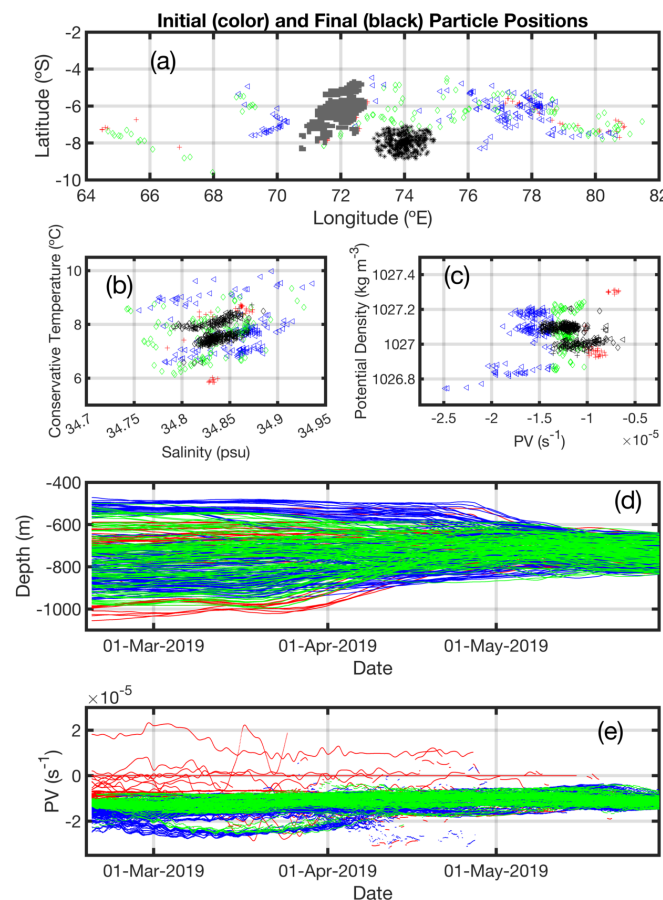 Initial (color) and Final (black) Particle Positions
-2
(a)
-4
-6
-8
-10
Latitude (ºS)
64 66 68 70 72 74 76 78 80 82
Longitude (ºE)
(b)
10
8
6
Conservative Temperature (ºC)
34.7 34.75 34.8 34.85 34.9 34.95
Salinity (psu)
(c)
1027.4
1027.2
1027
1026.8
Potential Density (kg m-3)
-2.5 -2 -1.5 -1 -0.5
PV (s-1)
×10-5
-400
(d)
-600
-800
-1000
Depth (m)
01-Mar-2019 01-Apr-2019 01-May-2019
Date
×10-5
(e)
2
0
-2
PV (s-1)
01-Mar-2019 01-Apr-2019 01-May-2019
Date